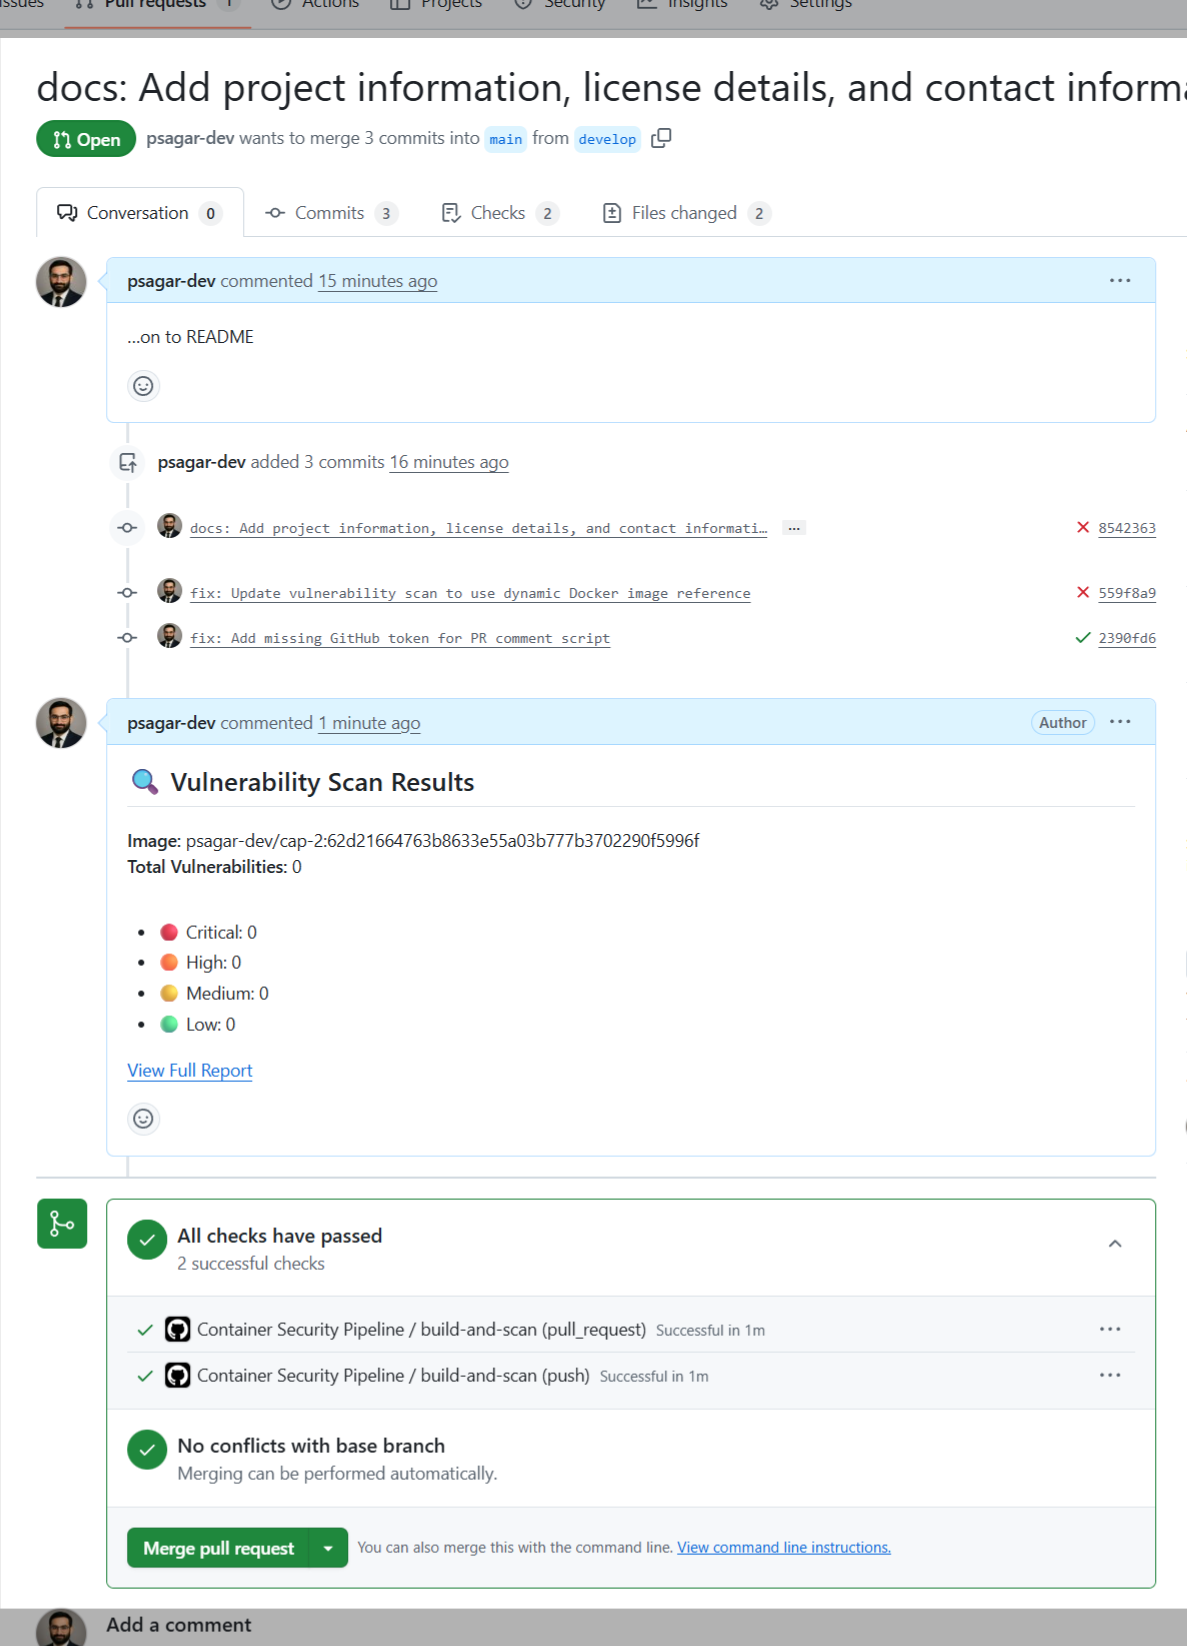 Issues Pull requests 1 Actions Projects Security Insights Settings
docs: Add project information, license details, and contact informa
Open psagar-dev wants to merge 3 commits into main from develop
Conversation 0 Commits 3 Checks 2 Files changed 2
psagar-dev commented 15 minutes ago
...on to README
psagar-dev added 3 commits 16 minutes ago
docs: Add project information, license details, and contact informati… 8542363
fix: Update vulnerability scan to use dynamic Docker image reference 559f8a9
fix: Add missing GitHub token for PR comment script 2390fd6
psagar-dev commented 1 minute ago Author
Vulnerability Scan Results
Image: psagar-dev/cap-2:62d21664763b8633e55a03b777b3702290f5996f
Total Vulnerabilities: 0
Critical: 0
High: 0
Medium: 0
Low: 0
View Full Report
All checks have passed
2 successful checks
Container Security Pipeline / build-and-scan (pull_request) Successful in 1m
Container Security Pipeline / build-and-scan (push) Successful in 1m
No conflicts with base branch
Merging can be performed automatically.
Merge pull request You can also merge this with the command line. View command line instructions.
Add a comment